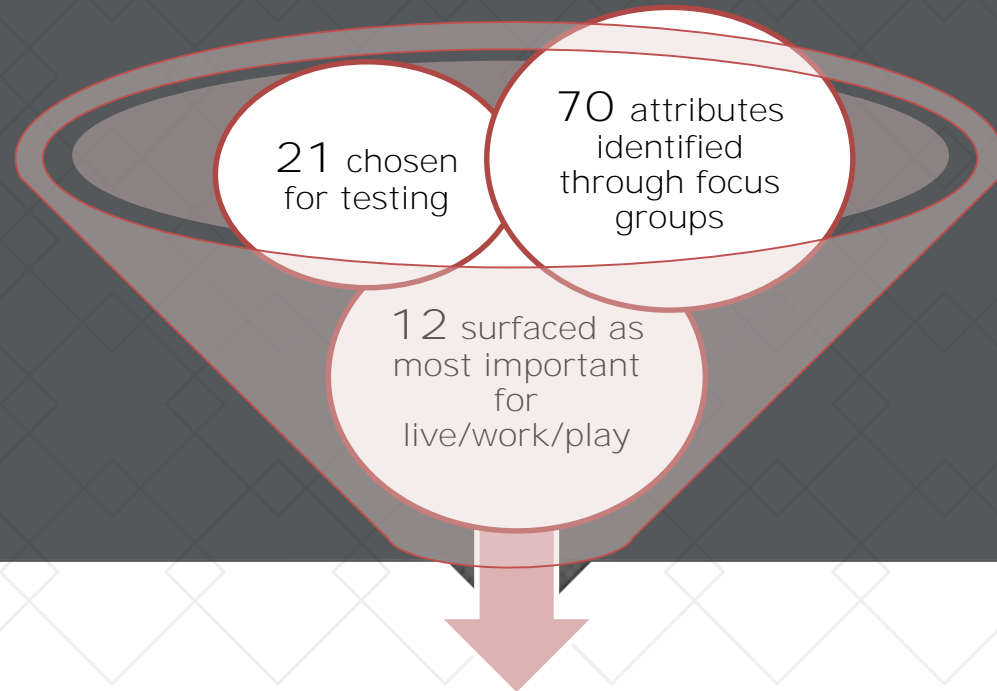 70 attributes
identified
through focus
groups
21 chosen
for testing
12 surfaced as
most important
for
live/work/play